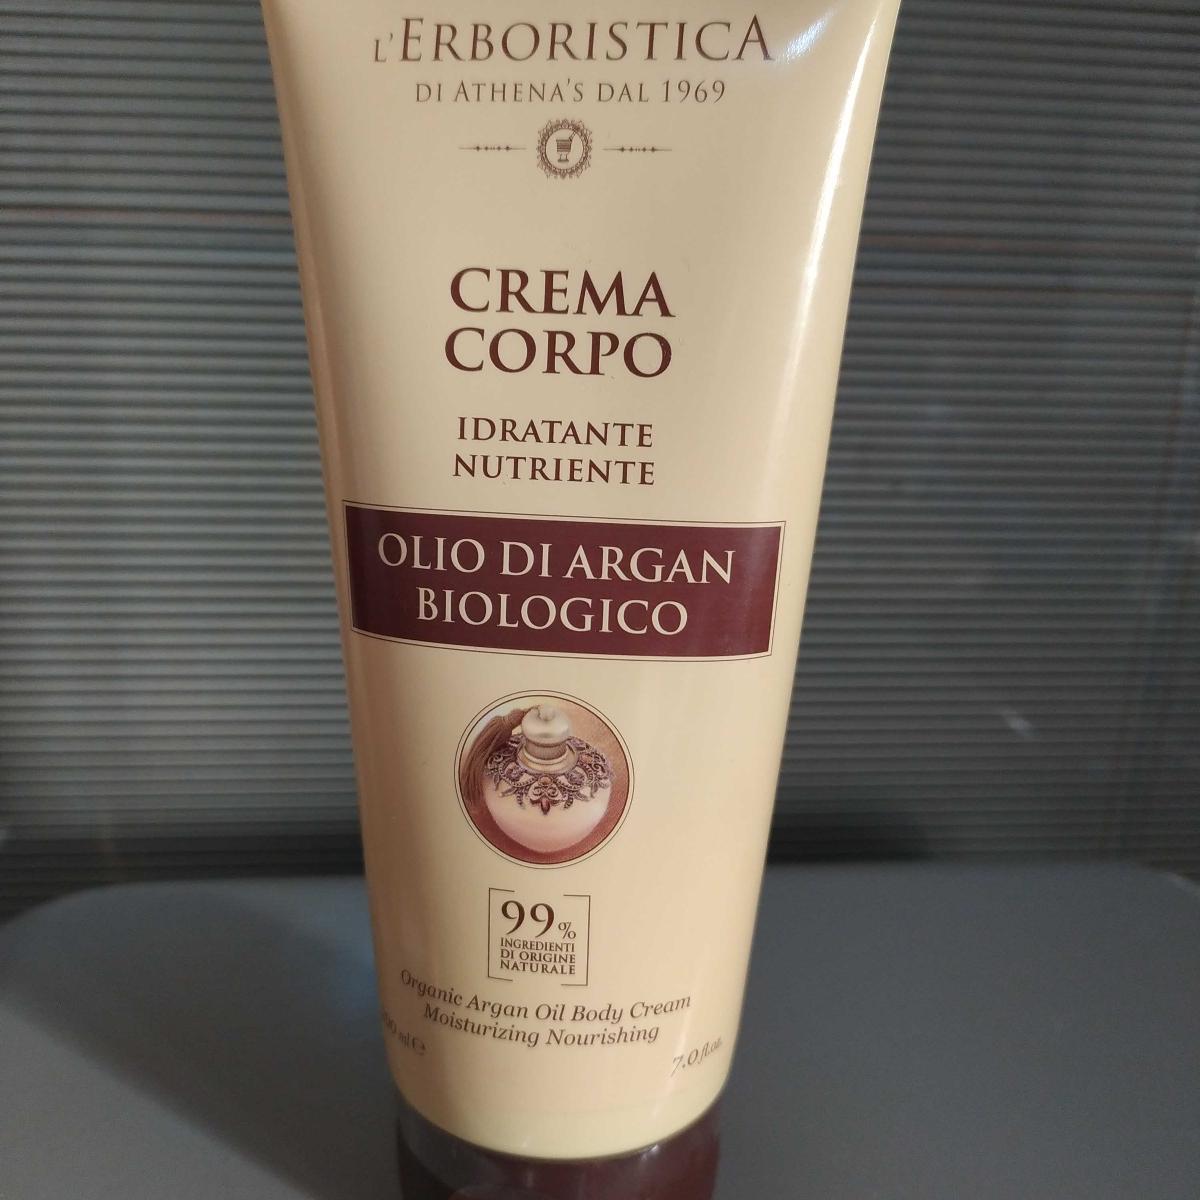 L'ERBORISTICA
DI ATHENA'S DAL 1969
CREMA
CORPO
IDRATANTE
NUTRIENTE
OLIO DI ARGAN
BIOLOGICO
99%
INGREDIENTI
DI ORIGINE
NATURALE
Organic Argan Oil Body Cream
Moisturizing Nourishing
ml ℮
7.0 fl.oz.